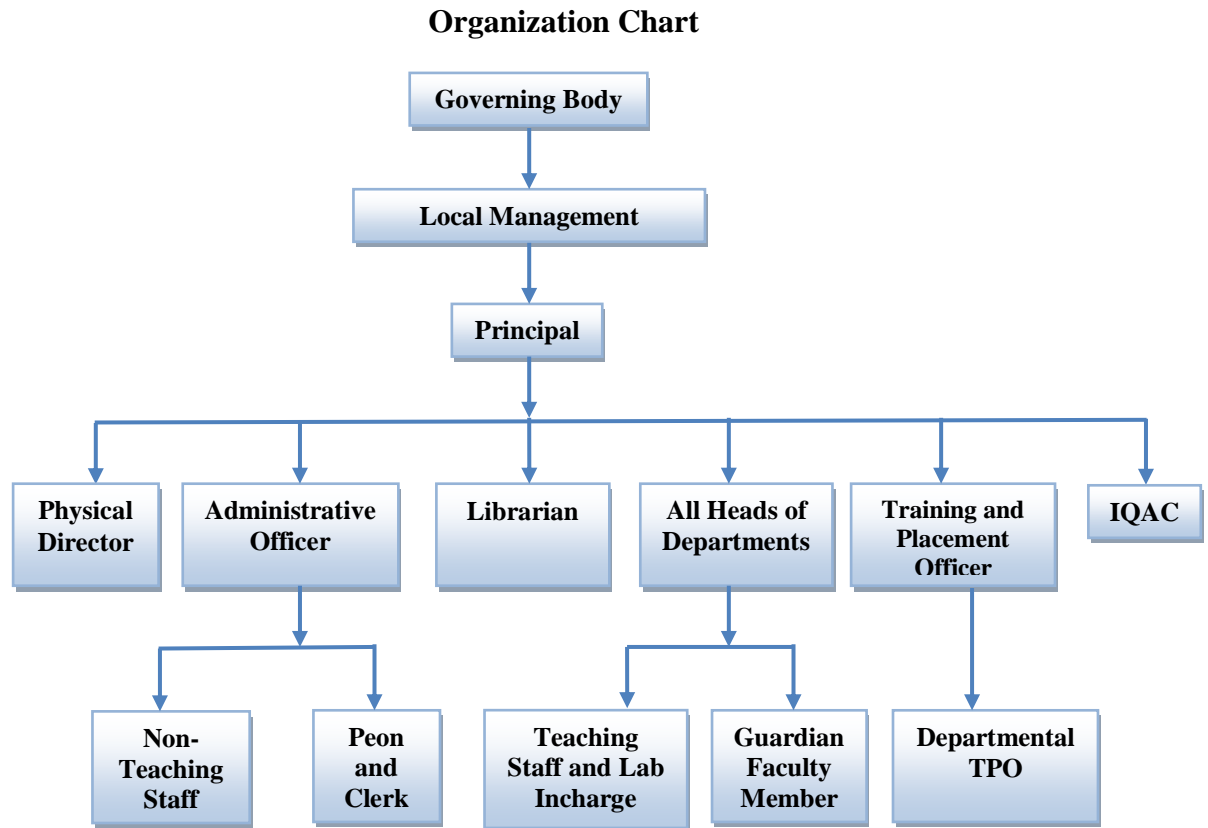 Organization Chart
Governing Body
Local Management
Principal
Physical
Director
Administrative
Officer
Librarian
All Heads of
Departments
Training and
Placement
Officer
IQAC
Non-
Teaching
Staff
Peon
and
Clerk
Teaching
Staff and Lab
Incharge
Guardian
Faculty
Member
Departmental
TPO